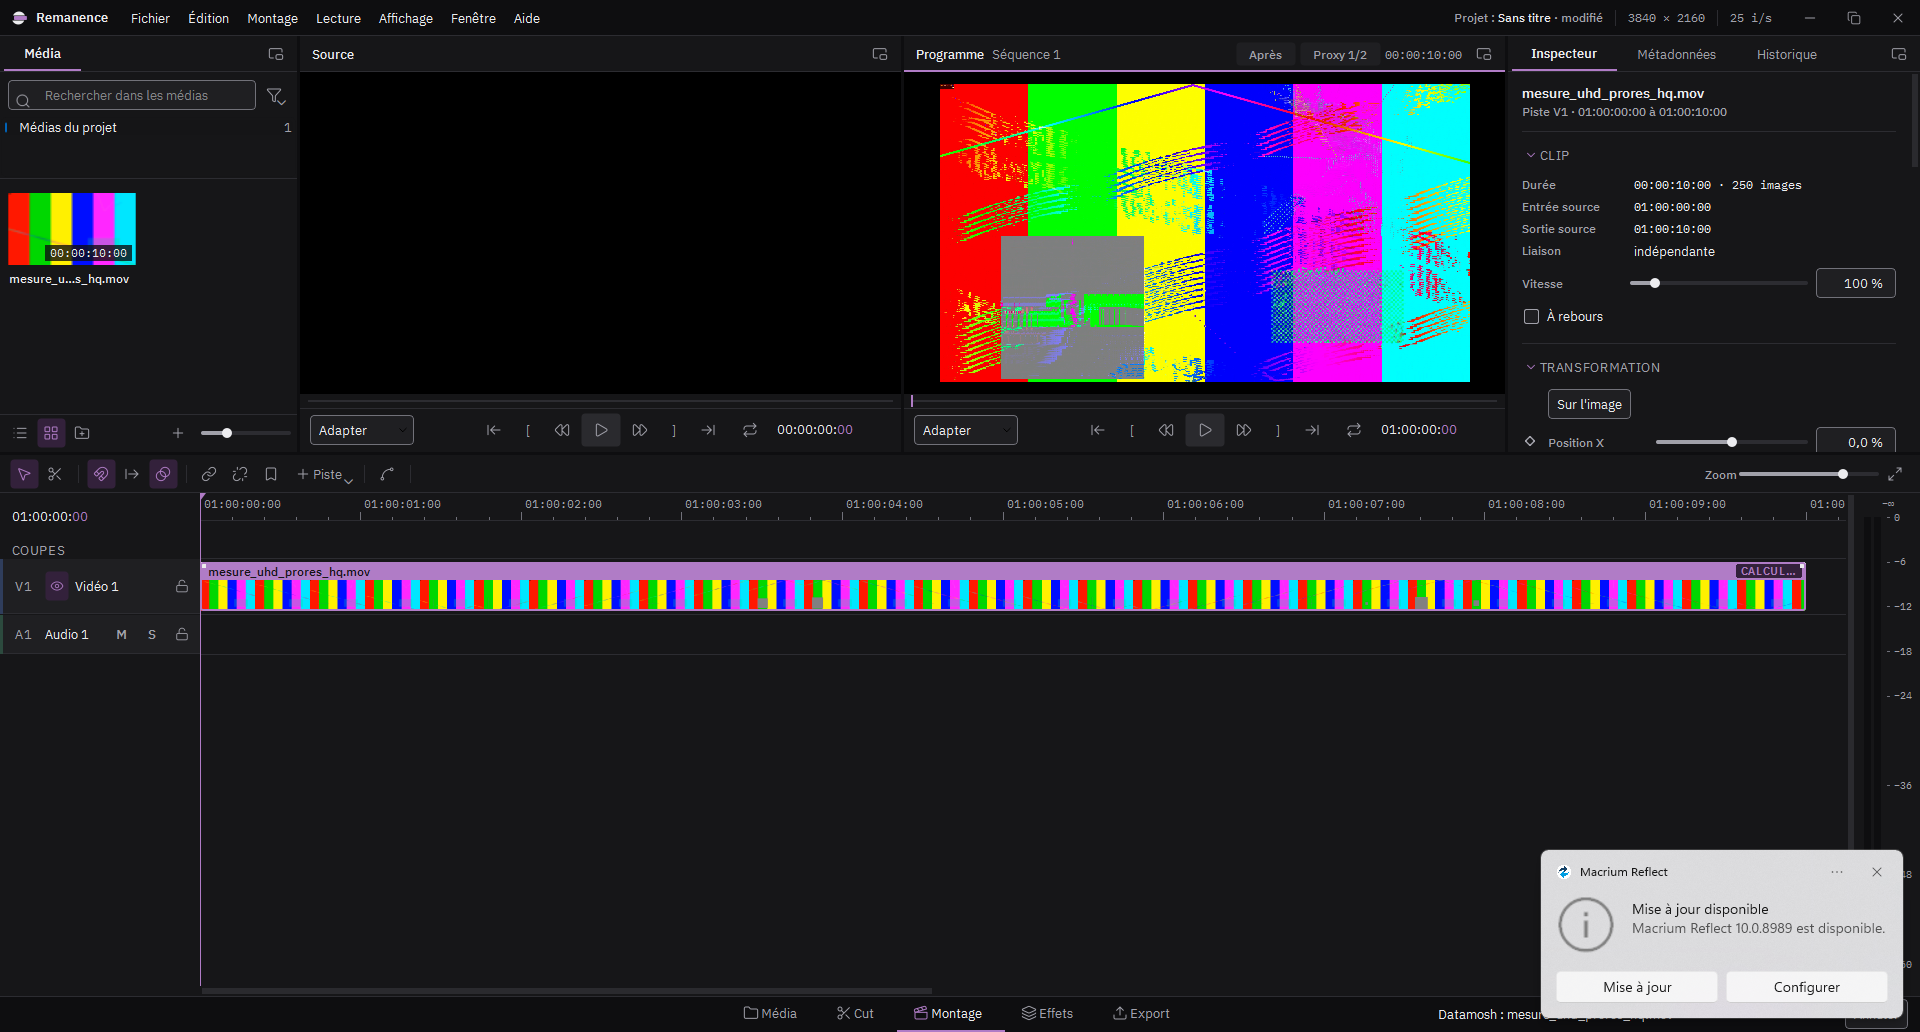 Remanence Fichier Édition Montage Lecture Affichage Fenêtre Aide Projet : Sans titre · modifié 3840 × 2160 25 i/s
Média
Source
Programme Séquence 1 Après Proxy 1/2 00:00:10:00
Inspecteur Métadonnées Historique
Rechercher dans les médias
Médias du projet 1
00:00:10:00
mesure_u...s_hq.mov
mesure_uhd_prores_hq.mov
Piste V1 · 01:00:00:00 à 01:00:10:00
CLIP
Durée 00:00:10:00 · 250 images
Entrée source 01:00:00:00
Sortie source 01:00:10:00
Liaison indépendante
Vitesse 100 %
À rebours
TRANSFORMATION
Sur l'image
Position X 0,0 %
Adapter 00:00:00:00
Adapter 01:00:00:00
Piste Zoom
01:00:00:00
01:00:00:00 01:00:01:00 01:00:02:00 01:00:03:00 01:00:04:00 01:00:05:00 01:00:06:00 01:00:07:00 01:00:08:00 01:00:09:00 01:00
COUPES
V1 Vidéo 1
mesure_uhd_prores_hq.mov CALCUL...
A1 Audio 1 M S
-∞
-0
-6
-12
-18
-24
-36
Macrium Reflect
Mise à jour disponible
Macrium Reflect 10.0.8989 est disponible.
Mise à jour Configurer
Média Cut Montage Effets Export
Datamosh :